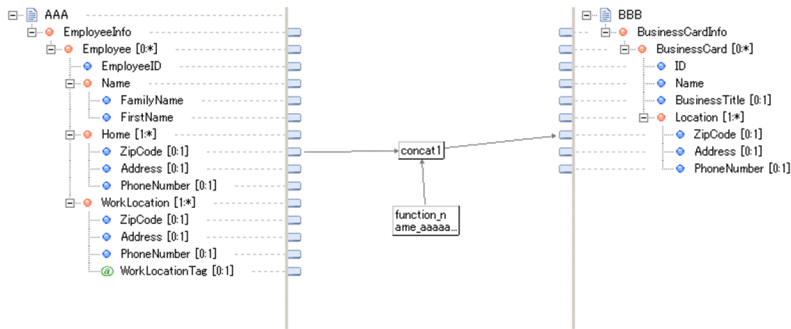 AAA
EmployeeInfo
Employee [0:*]
EmployeeID
Name
FamilyName
FirstName
Home [1:*]
ZipCode [0:1]
Address [0:1]
PhoneNumber [0:1]
WorkLocation [1:*]
ZipCode [0:1]
Address [0:1]
PhoneNumber [0:1]
@ WorkLocationTag [0:1]
concat1
function_n
ame_aaaaa...
BBB
BusinessCardInfo
BusinessCard [0:*]
ID
Name
BusinessTitle [0:1]
Location [1:*]
ZipCode [0:1]
Address [0:1]
PhoneNumber [0:1]